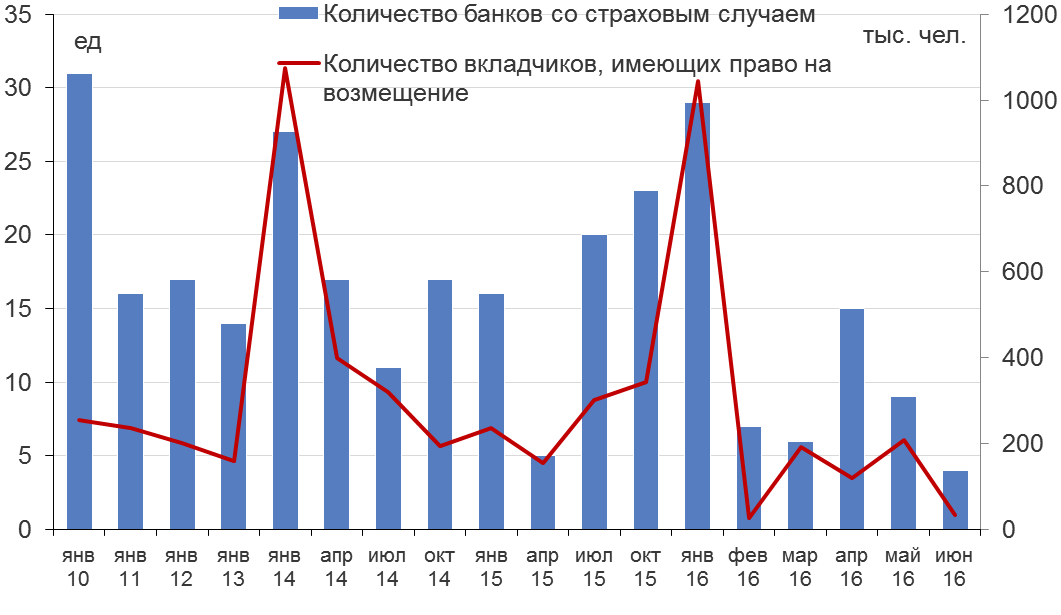 Количество банков со страховым случаем
Количество вкладчиков, имеющих право на
возмещение
ед
тыс. чел.
35
30
25
20
15
10
5
0
1200
1000
800
600
400
200
0
янв янв янв янв янв апр июл окт янв апр июл окт янв фев мар апр май июн
10 11 12 13 14 14 14 14 15 15 15 15 16 16 16 16 16 16